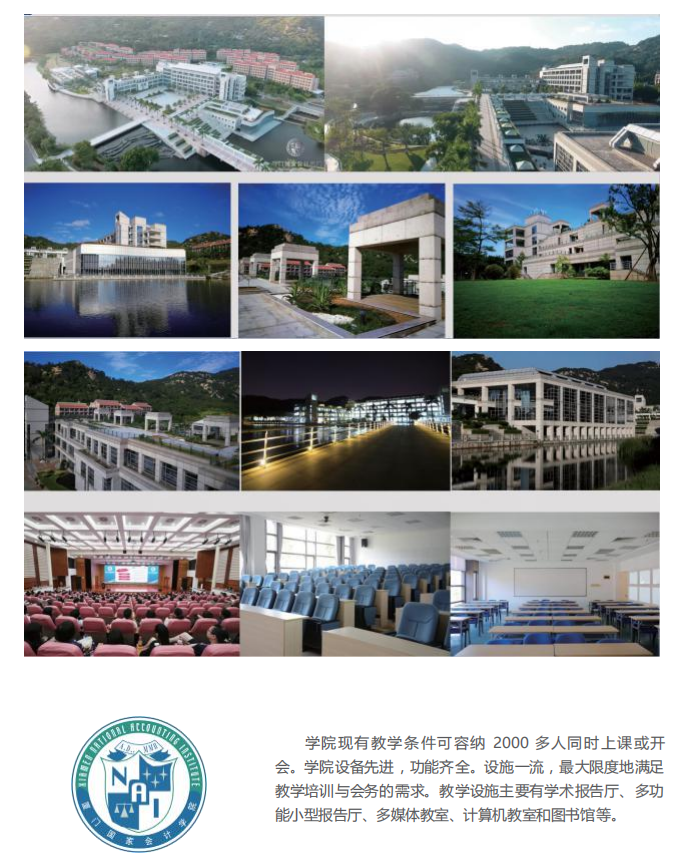 XIAMEN NATIONAL ACCOUNTING INSTITUTE
NAI
厦门国家会计学院
学院现有教学条件可容纳 2000 多人同时上课或开
会。学院设备先进，功能齐全。设施一流，最大限度地满足
教学培训与会务的需求。教学设施主要有学术报告厅、多功
能小型报告厅、多媒体教室、计算机教室和图书馆等。